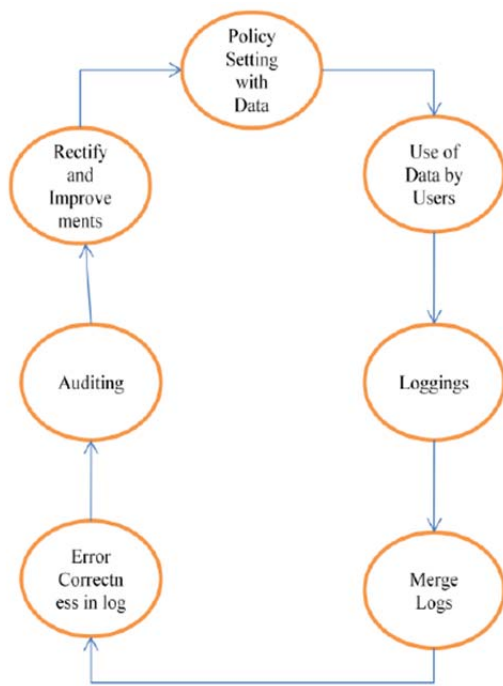 Policy
Setting
with
Data
Use of
Data by
Users
Loggings
Merge
Logs
Error
Correctn
ess in log
Auditing
Rectify
and
Improve
ments